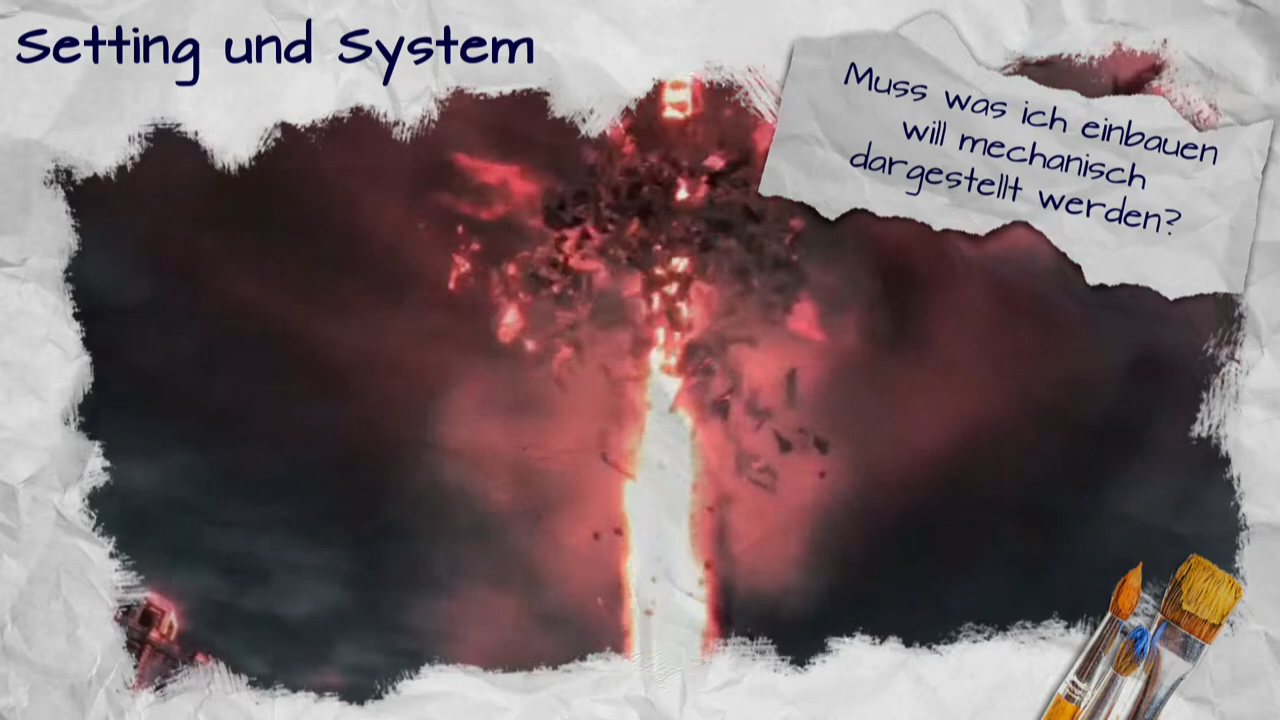 Setting und System
Muss was ich einbauen
will mechanisch
dargestellt werden?